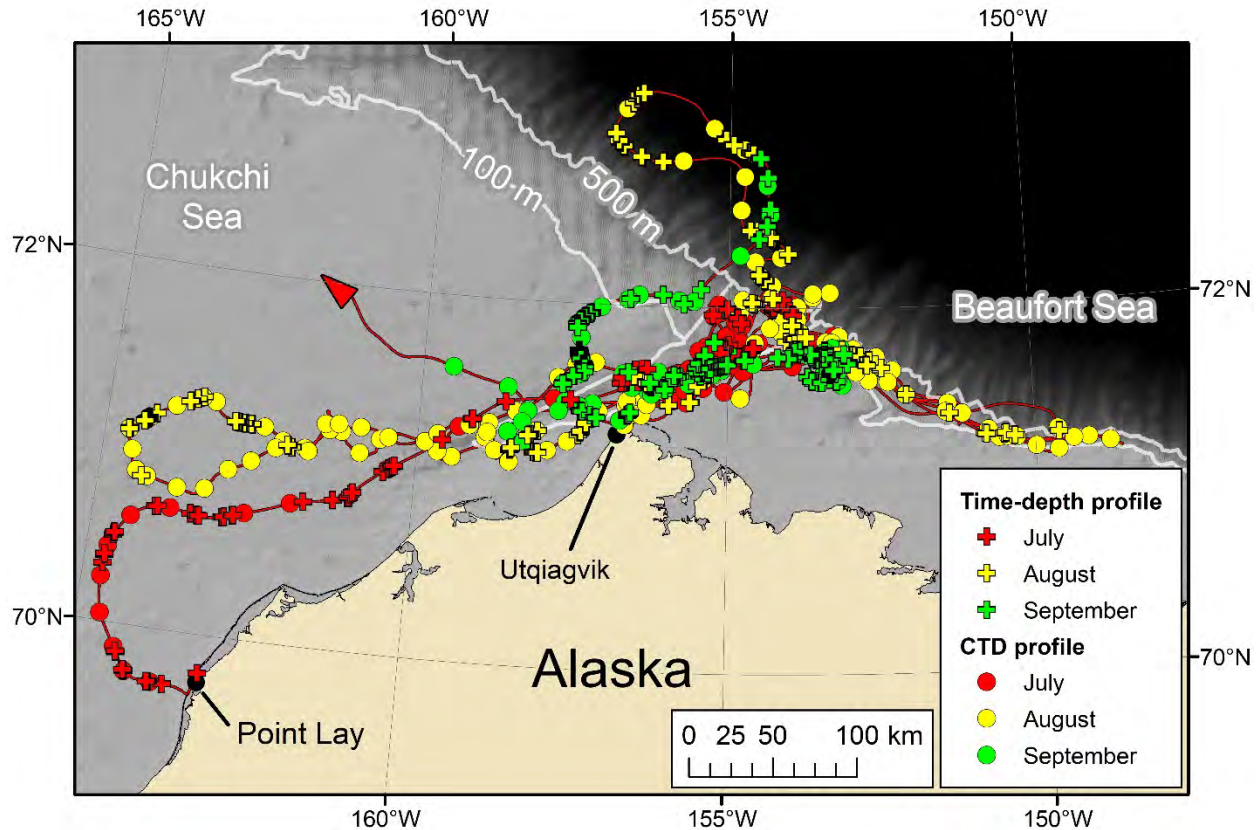 165°W 160°W 155°W 150°W
Chukchi
Sea
100 m
500 m
72°N
72°N
Beaufort Sea
Utqiagvik
70°N
70°N
Alaska
Point Lay
0 25 50 100 km
Time-depth profile
July
August
September
CTD profile
July
August
September
160°W 155°W 150°W